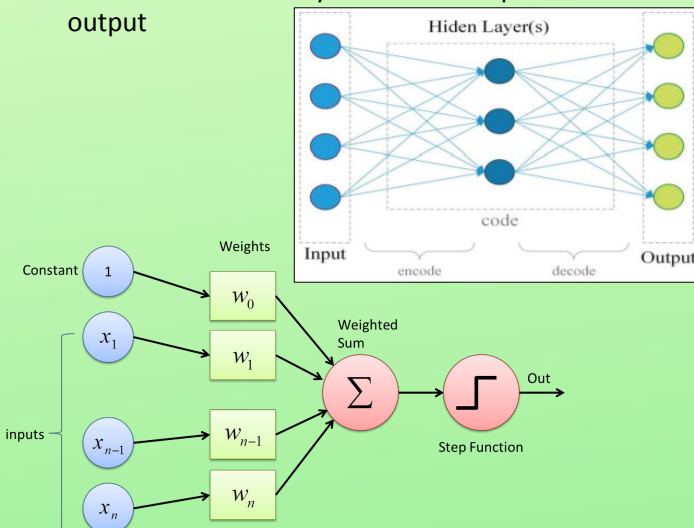 output
Hiden Layer(s)
code
Input
encode
decode
Output
Weights
Constant
1
w₀
Weighted
Sum
x₁
w₁
Σ
Out
inputs
xₙ₋₁
wₙ₋₁
Step Function
xₙ
wₙ